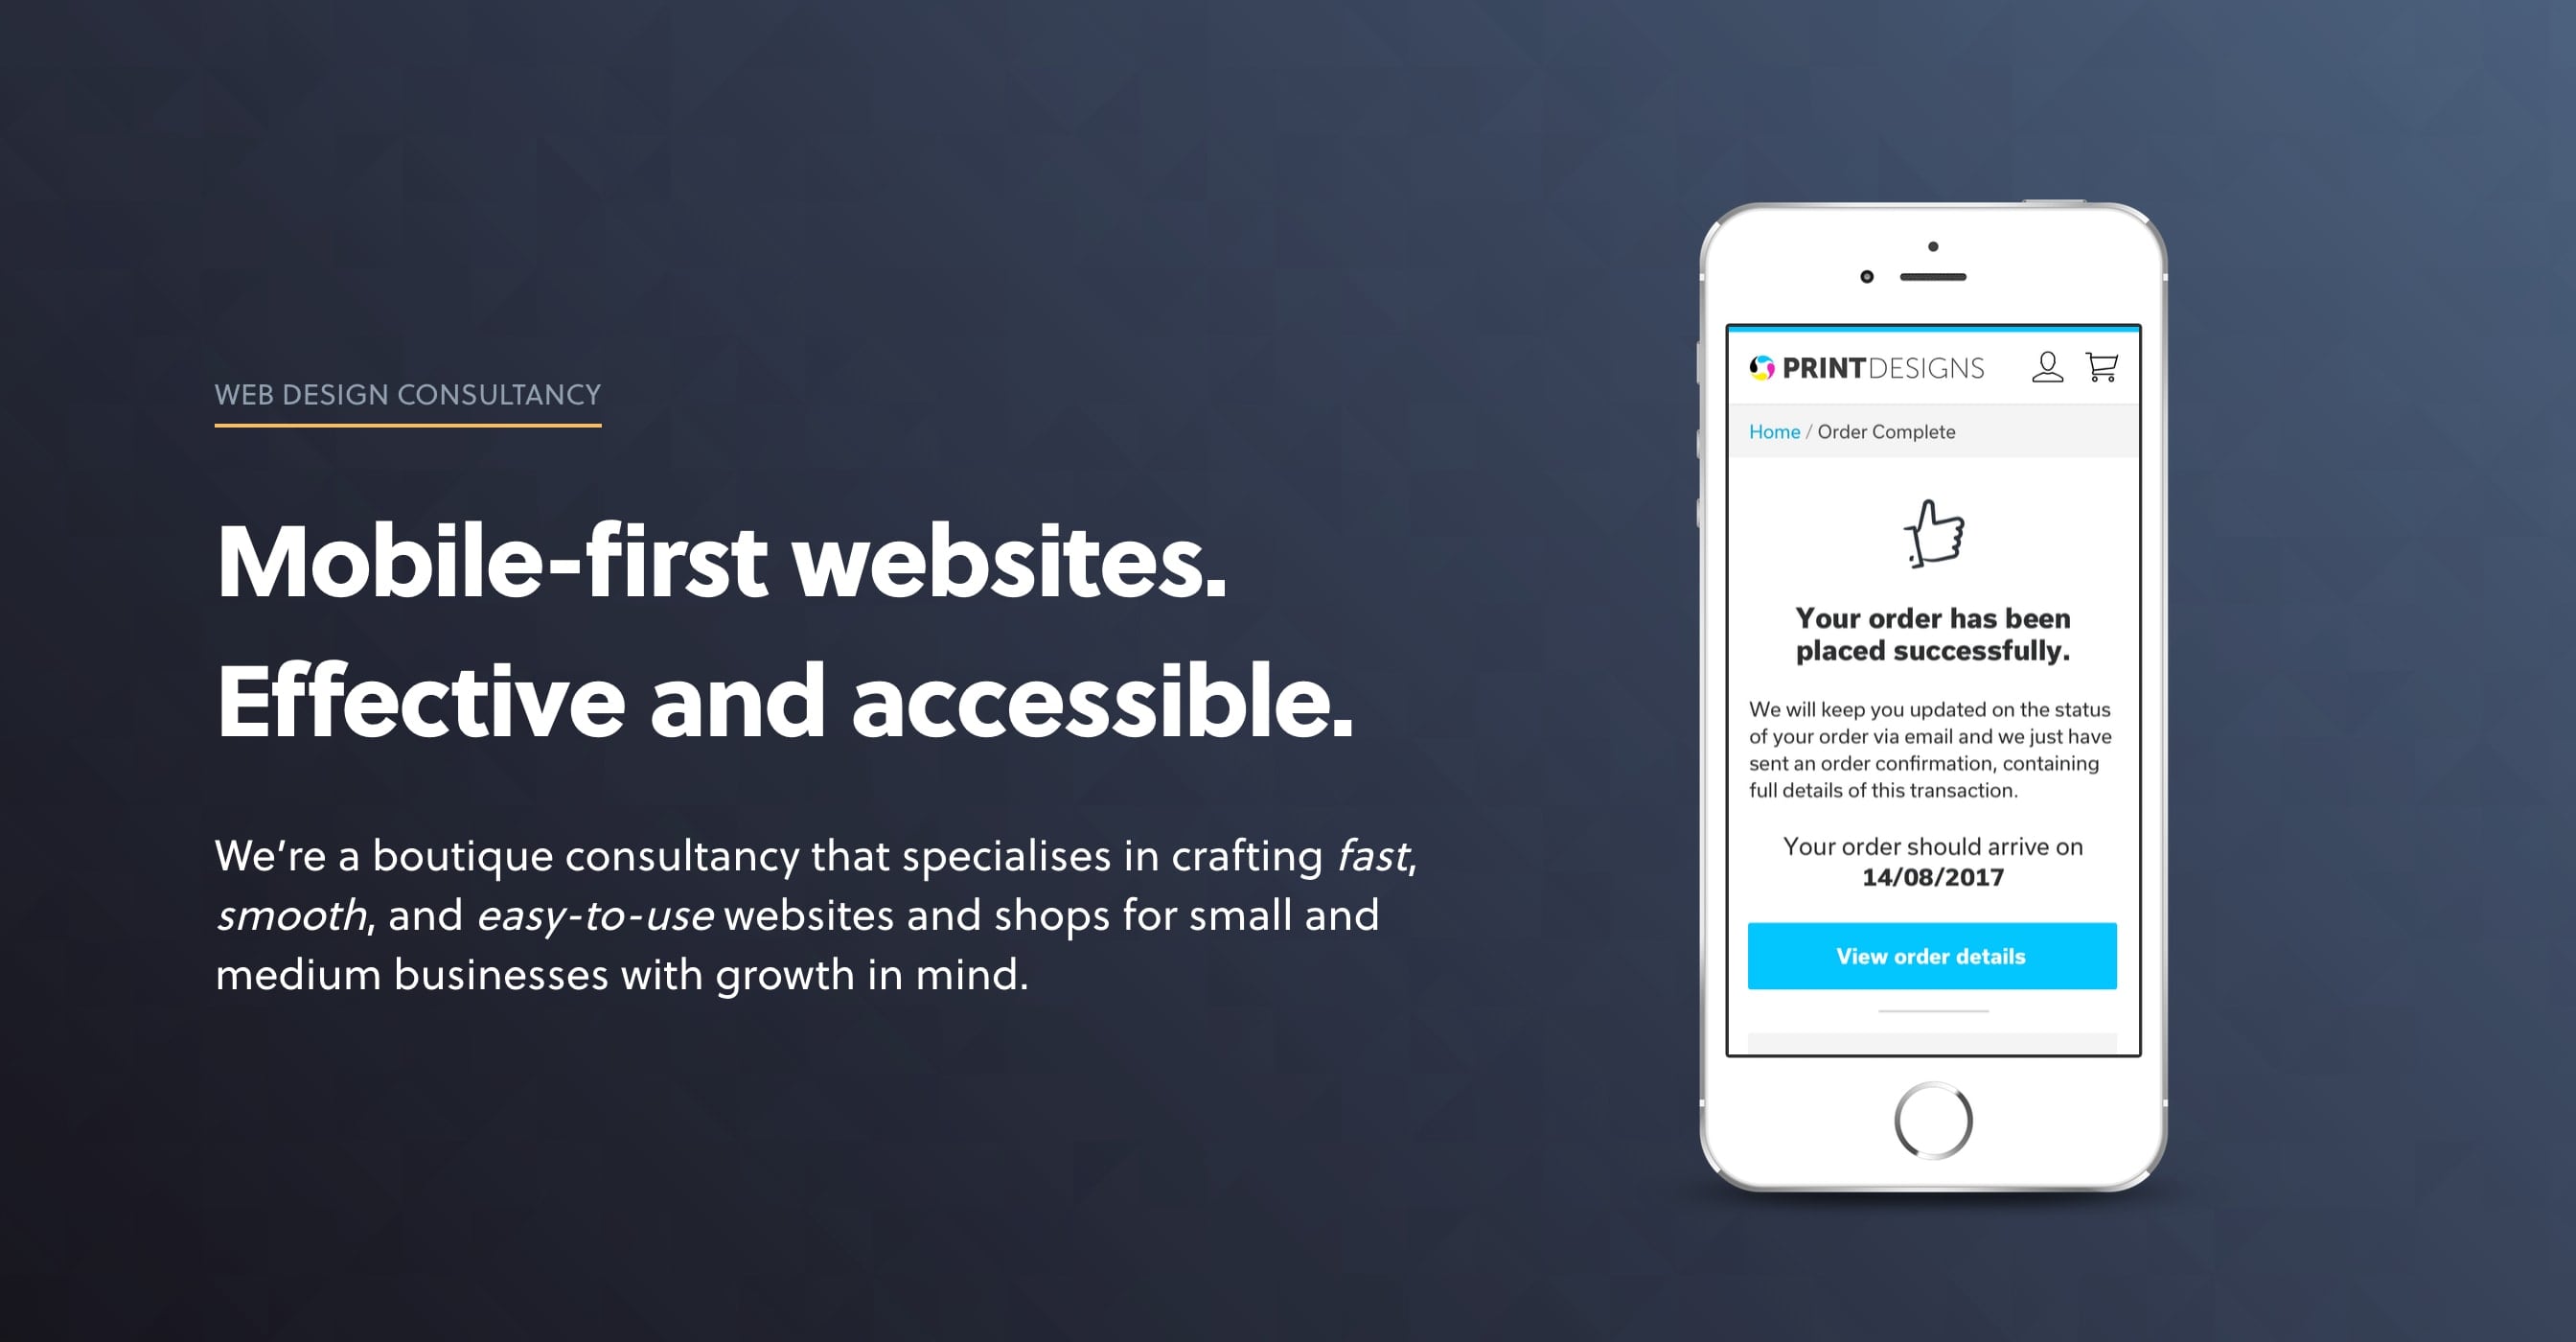 WEB DESIGN CONSULTANCY
Mobile-first websites.
Effective and accessible.
We’re a boutique consultancy that specialises in crafting fast,
smooth, and easy-to-use websites and shops for small and
medium businesses with growth in mind.
PRINTDESIGNS
Home / Order Complete
Your order has been
placed successfully.
We will keep you updated on the status
of your order via email and we just have
sent an order confirmation, containing
full details of this transaction.
Your order should arrive on
14/08/2017
View order details